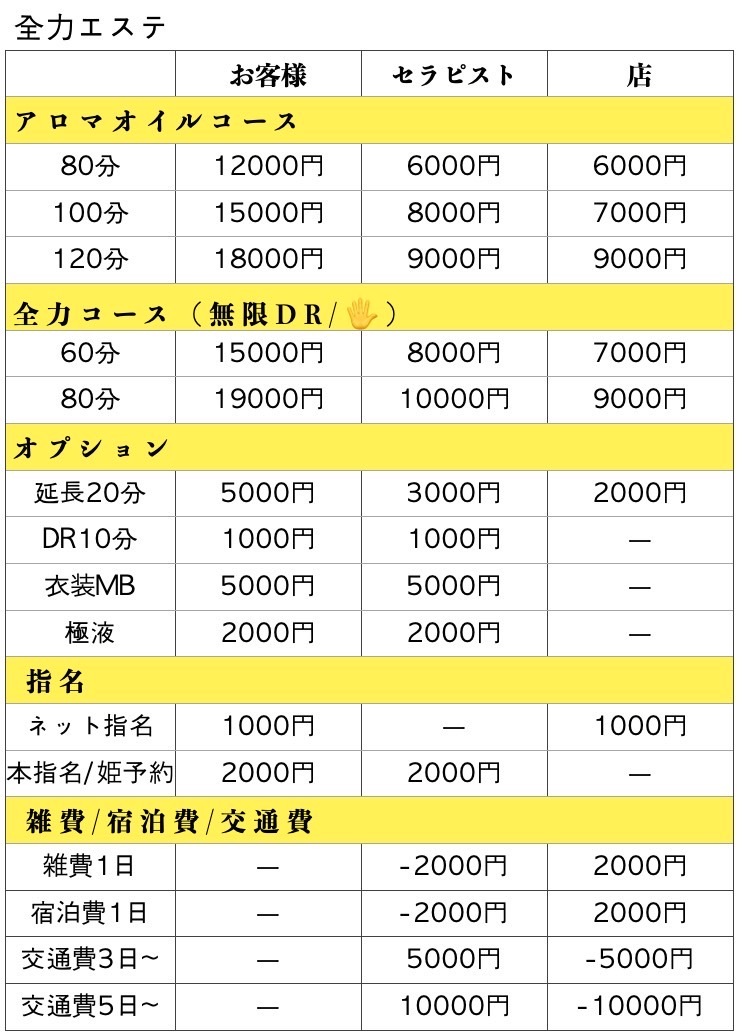 全力エステ
お客様 セラピスト 店
アロマオイルコース
80分 12000円 6000円 6000円
100分 15000円 8000円 7000円
120分 18000円 9000円 9000円
全力コース（無限DR/🖐️）
60分 15000円 8000円 7000円
80分 19000円 10000円 9000円
オプション
延長20分 5000円 3000円 2000円
DR10分 1000円 1000円 —
衣装MB 5000円 5000円 —
極液 2000円 2000円 —
指名
ネット指名 1000円 — 1000円
本指名/姫予約 2000円 2000円 —
雑費/宿泊費/交通費
雑費1日 — -2000円 2000円
宿泊費1日 — -2000円 2000円
交通費3日~ — 5000円 -5000円
交通費5日~ — 10000円 -10000円